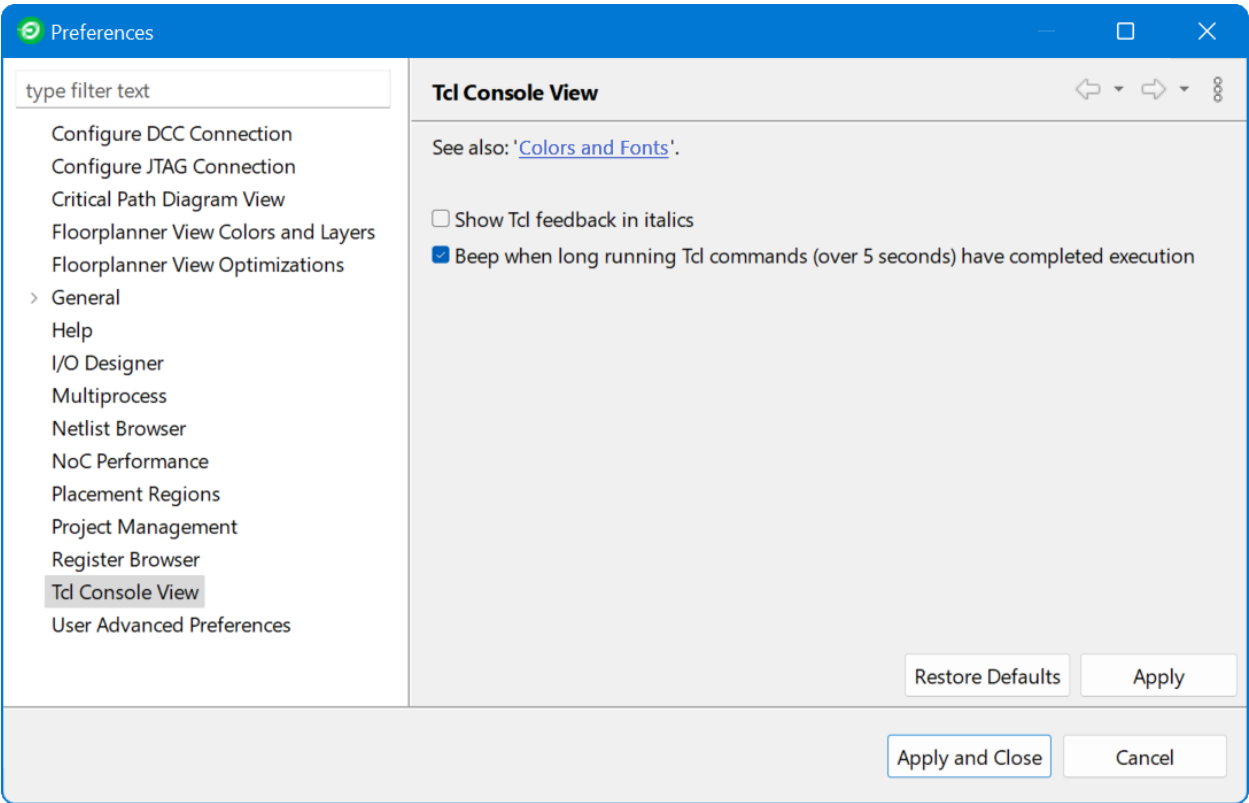 Preferences
type filter text
Configure DCC Connection
Configure JTAG Connection
Critical Path Diagram View
Floorplanner View Colors and Layers
Floorplanner View Optimizations
General
Help
I/O Designer
Multiprocess
Netlist Browser
NoC Performance
Placement Regions
Project Management
Register Browser
Tcl Console View
User Advanced Preferences
Tcl Console View
See also: 'Colors and Fonts'.
Show Tcl feedback in italics
Beep when long running Tcl commands (over 5 seconds) have completed execution
Restore Defaults
Apply
Apply and Close
Cancel